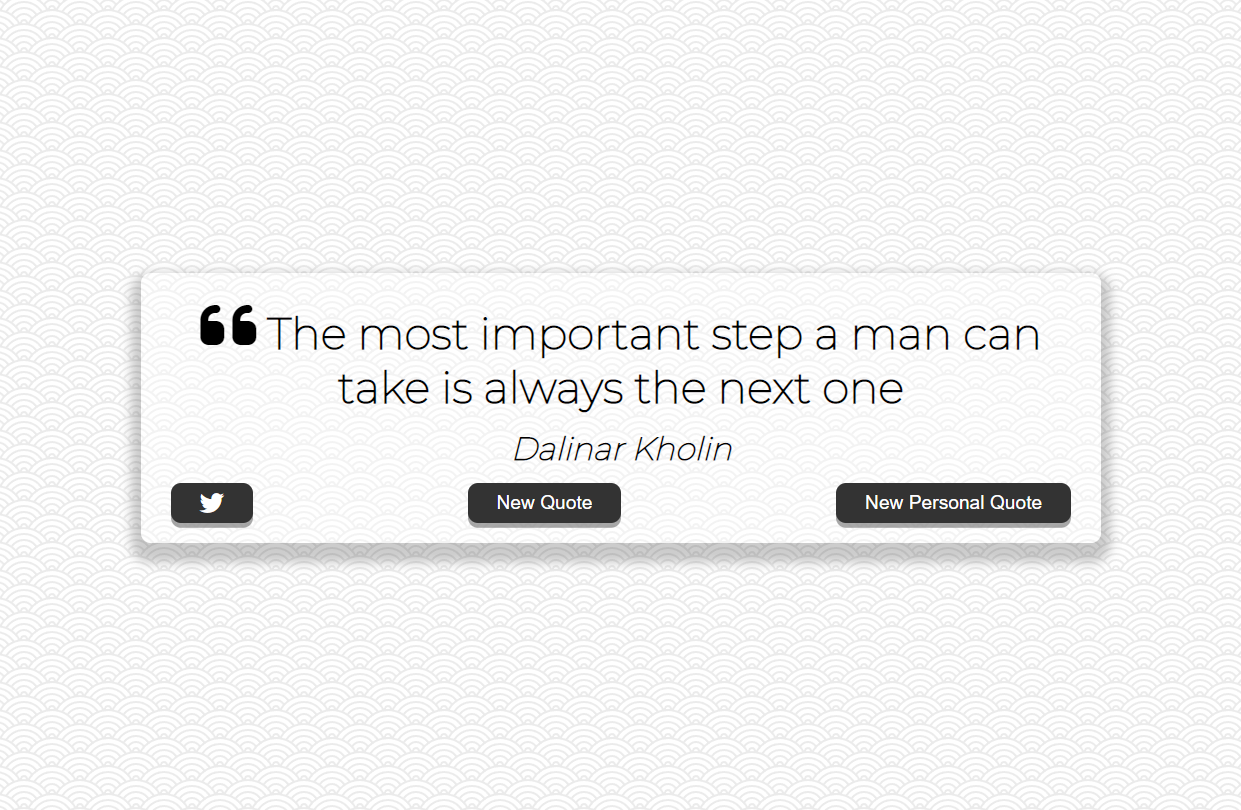 The most important step a man can
take is always the next one
Dalinar Kholin
New Quote
New Personal Quote